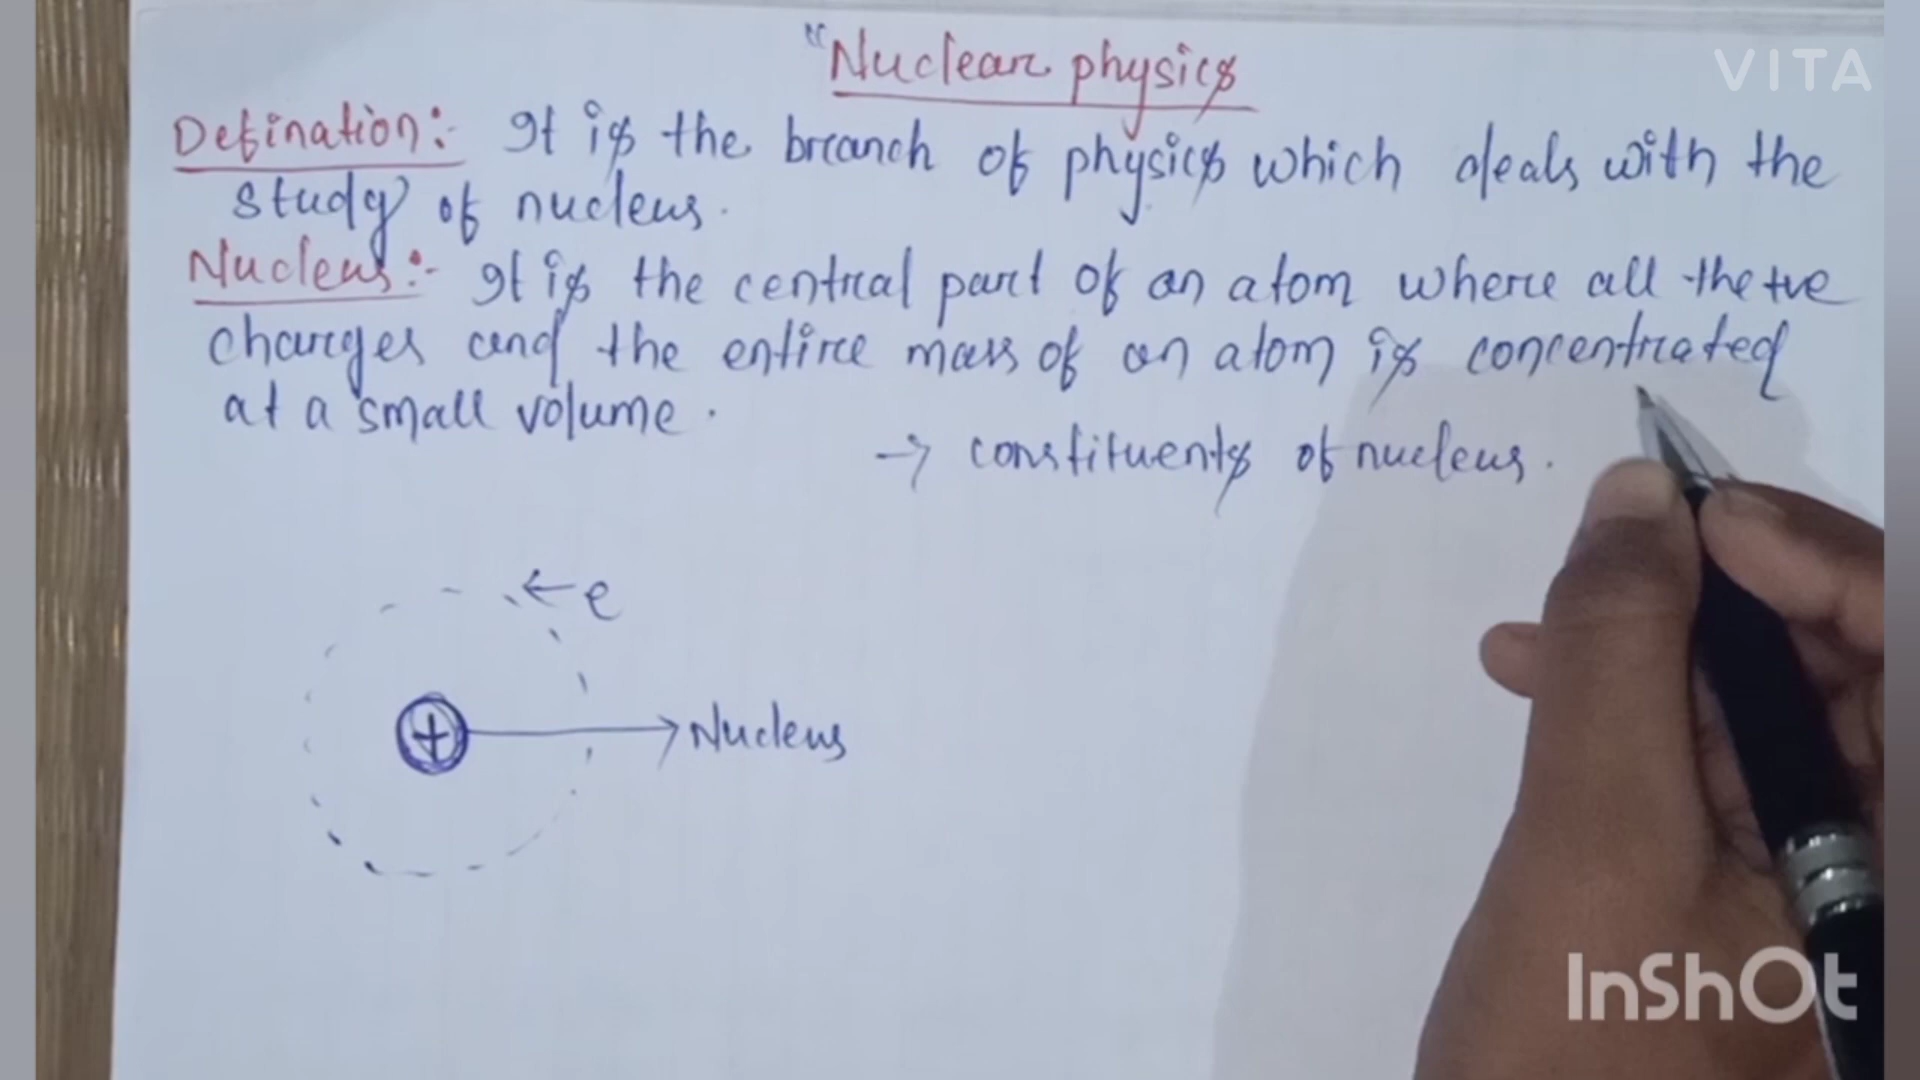 "Nuclear physics
VITA
Defination:- It is the branch of physics which deals with the
study of nucleus.
Nucleus:- It is the central part of an atom where all the +ve
charges and the entire mass of an atom is concentrated
at a small volume.
→ constituents of nucleus.
← e
+ → Nucleus
InShOt